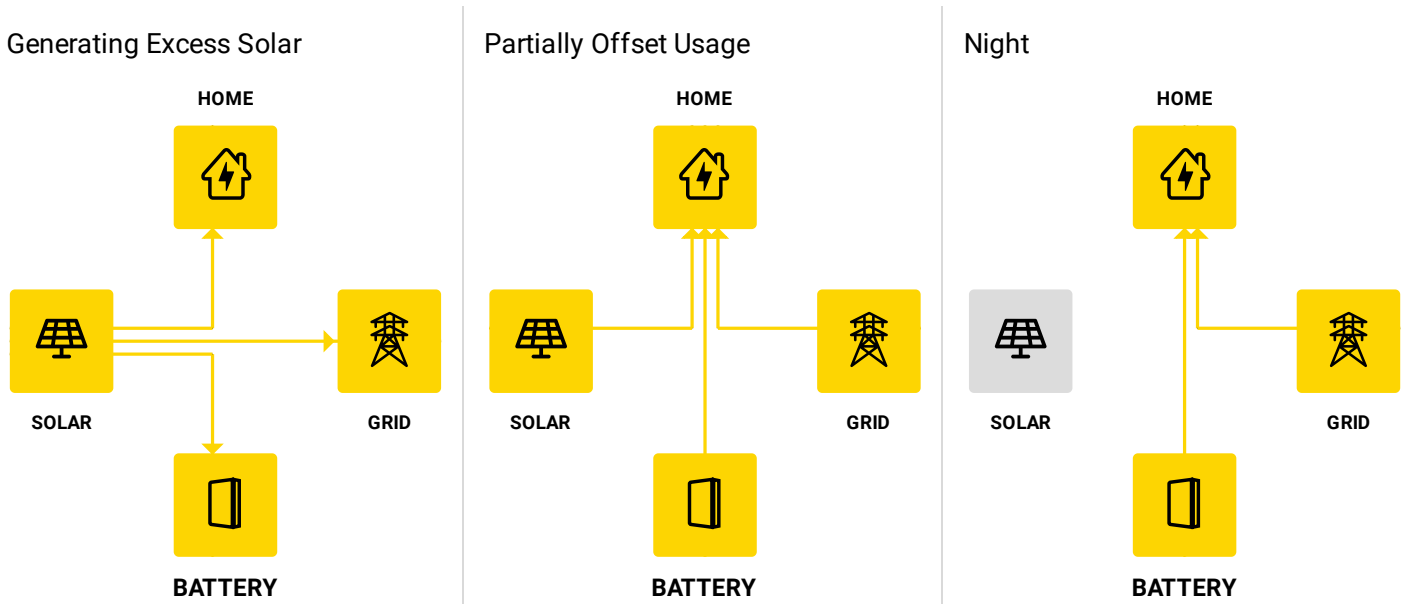 Generating Excess Solar
HOME
SOLAR
GRID
BATTERY
Partially Offset Usage
HOME
SOLAR
GRID
BATTERY
Night
HOME
SOLAR
GRID
BATTERY